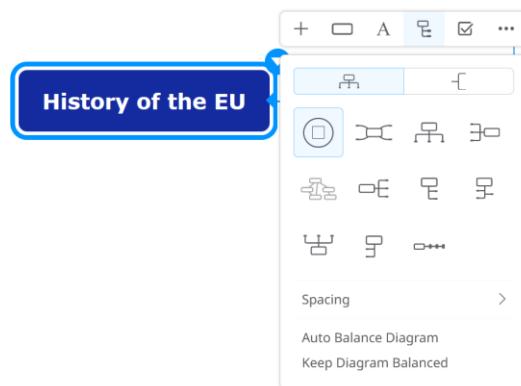 A
History of the EU
Spacing
Auto Balance Diagram
Keep Diagram Balanced